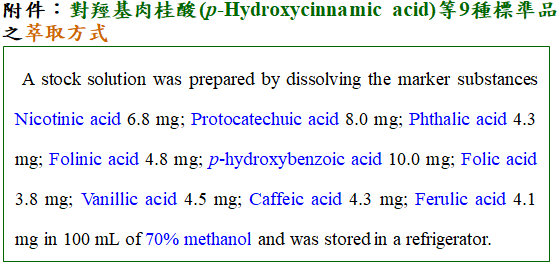 附件：對羥基肉桂酸(p-Hydroxycinnamic acid)等9種標準品
之萃取方式
A stock solution was prepared by dissolving the marker substances
Nicotinic acid 6.8 mg; Protocatechuic acid 8.0 mg; Phthalic acid 4.3
mg; Folinic acid 4.8 mg; p-hydroxybenzoic acid 10.0 mg; Folic acid
3.8 mg; Vanillic acid 4.5 mg; Caffeic acid 4.3 mg; Ferulic acid 4.1
mg in 100 mL of 70% methanol and was stored in a refrigerator.